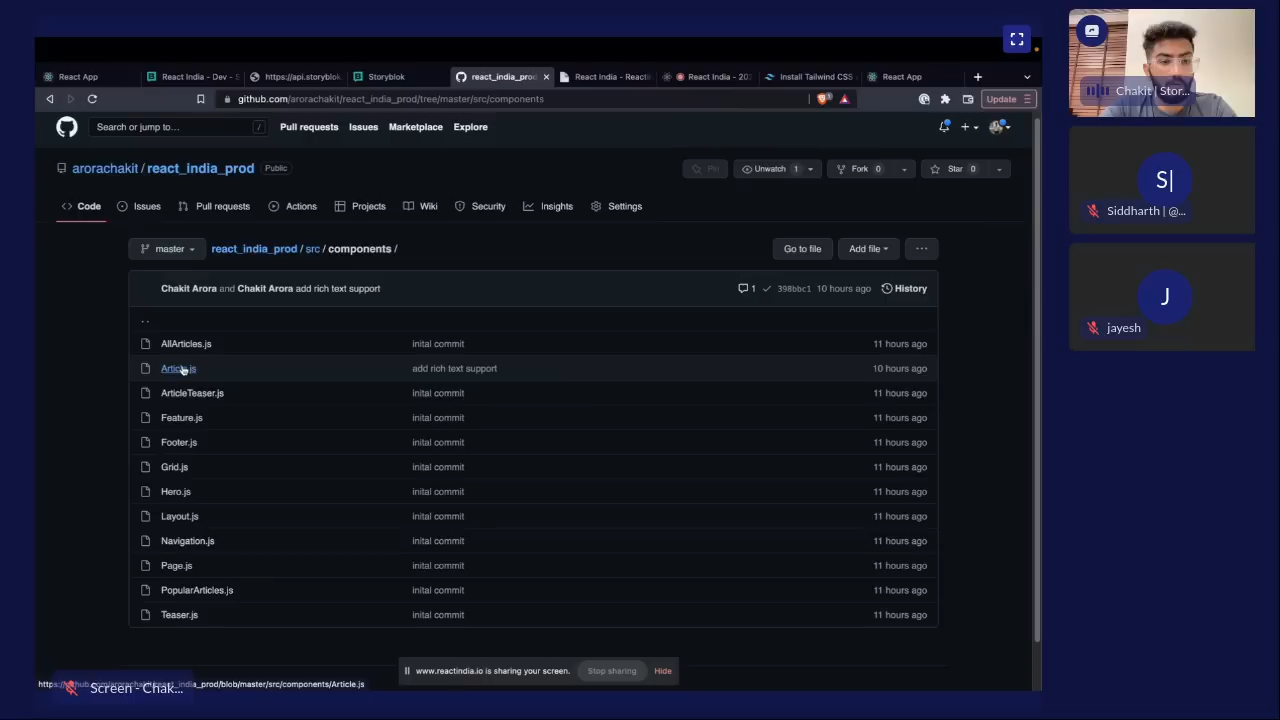 React App
React India - Dev - S
https://api.storyblok
Storyblok
react_india_prod
React India - React
React India - 202
Install Tailwind CSS
React App
github.com/arorachakit/react_india_prod/tree/master/src/components
Update
Search or jump to…
/
Pull requests
Issues
Marketplace
Explore
arorachakit / react_india_prod
Public
Pin
Unwatch 1
Fork 0
Star 0
Code
Issues
Pull requests
Actions
Projects
Wiki
Security
Insights
Settings
master
react_india_prod / src / components /
Go to file
Add file
...
Chakit Arora and Chakit Arora add rich text support
1
398bbc1 10 hours ago
History
..
AllArticles.js inital commit 11 hours ago
Article.js add rich text support 10 hours ago
ArticleTeaser.js inital commit 11 hours ago
Feature.js inital commit 11 hours ago
Footer.js inital commit 11 hours ago
Grid.js inital commit 11 hours ago
Hero.js inital commit 11 hours ago
Layout.js inital commit 11 hours ago
Navigation.js inital commit 11 hours ago
Page.js inital commit 11 hours ago
PopularArticles.js inital commit 11 hours ago
Teaser.js inital commit 11 hours ago
www.reactindia.io is sharing your screen.
Stop sharing
Hide
Screen - Chak...
Chakit | Stor...
S|
Siddharth | @...
J
jayesh